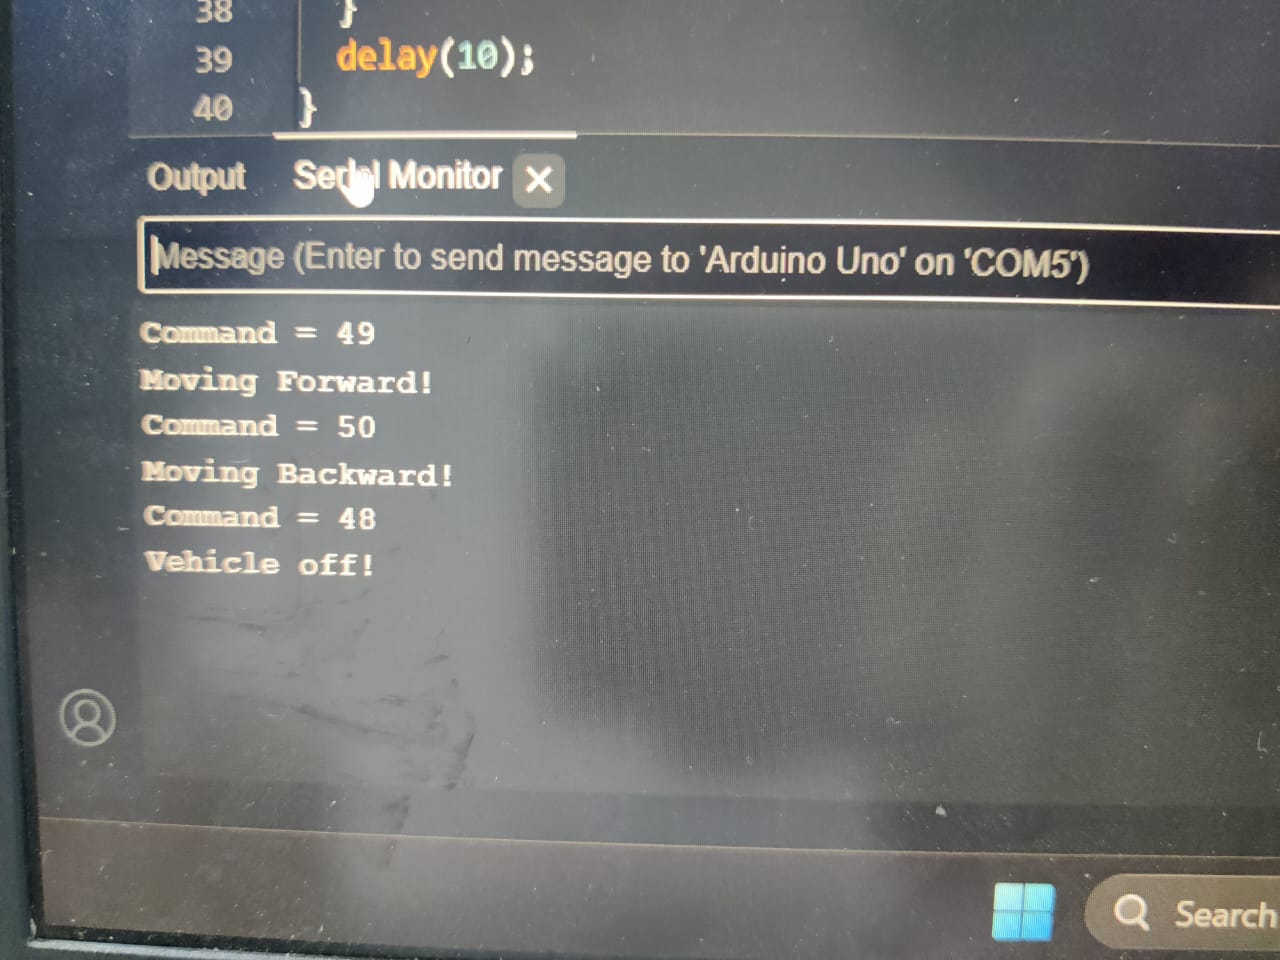 38 }
39 delay(10);
40 }
Output Serial Monitor
Message (Enter to send message to 'Arduino Uno' on 'COM5')
Command = 49
Moving Forward!
Command = 50
Moving Backward!
Command = 48
Vehicle off!
Search